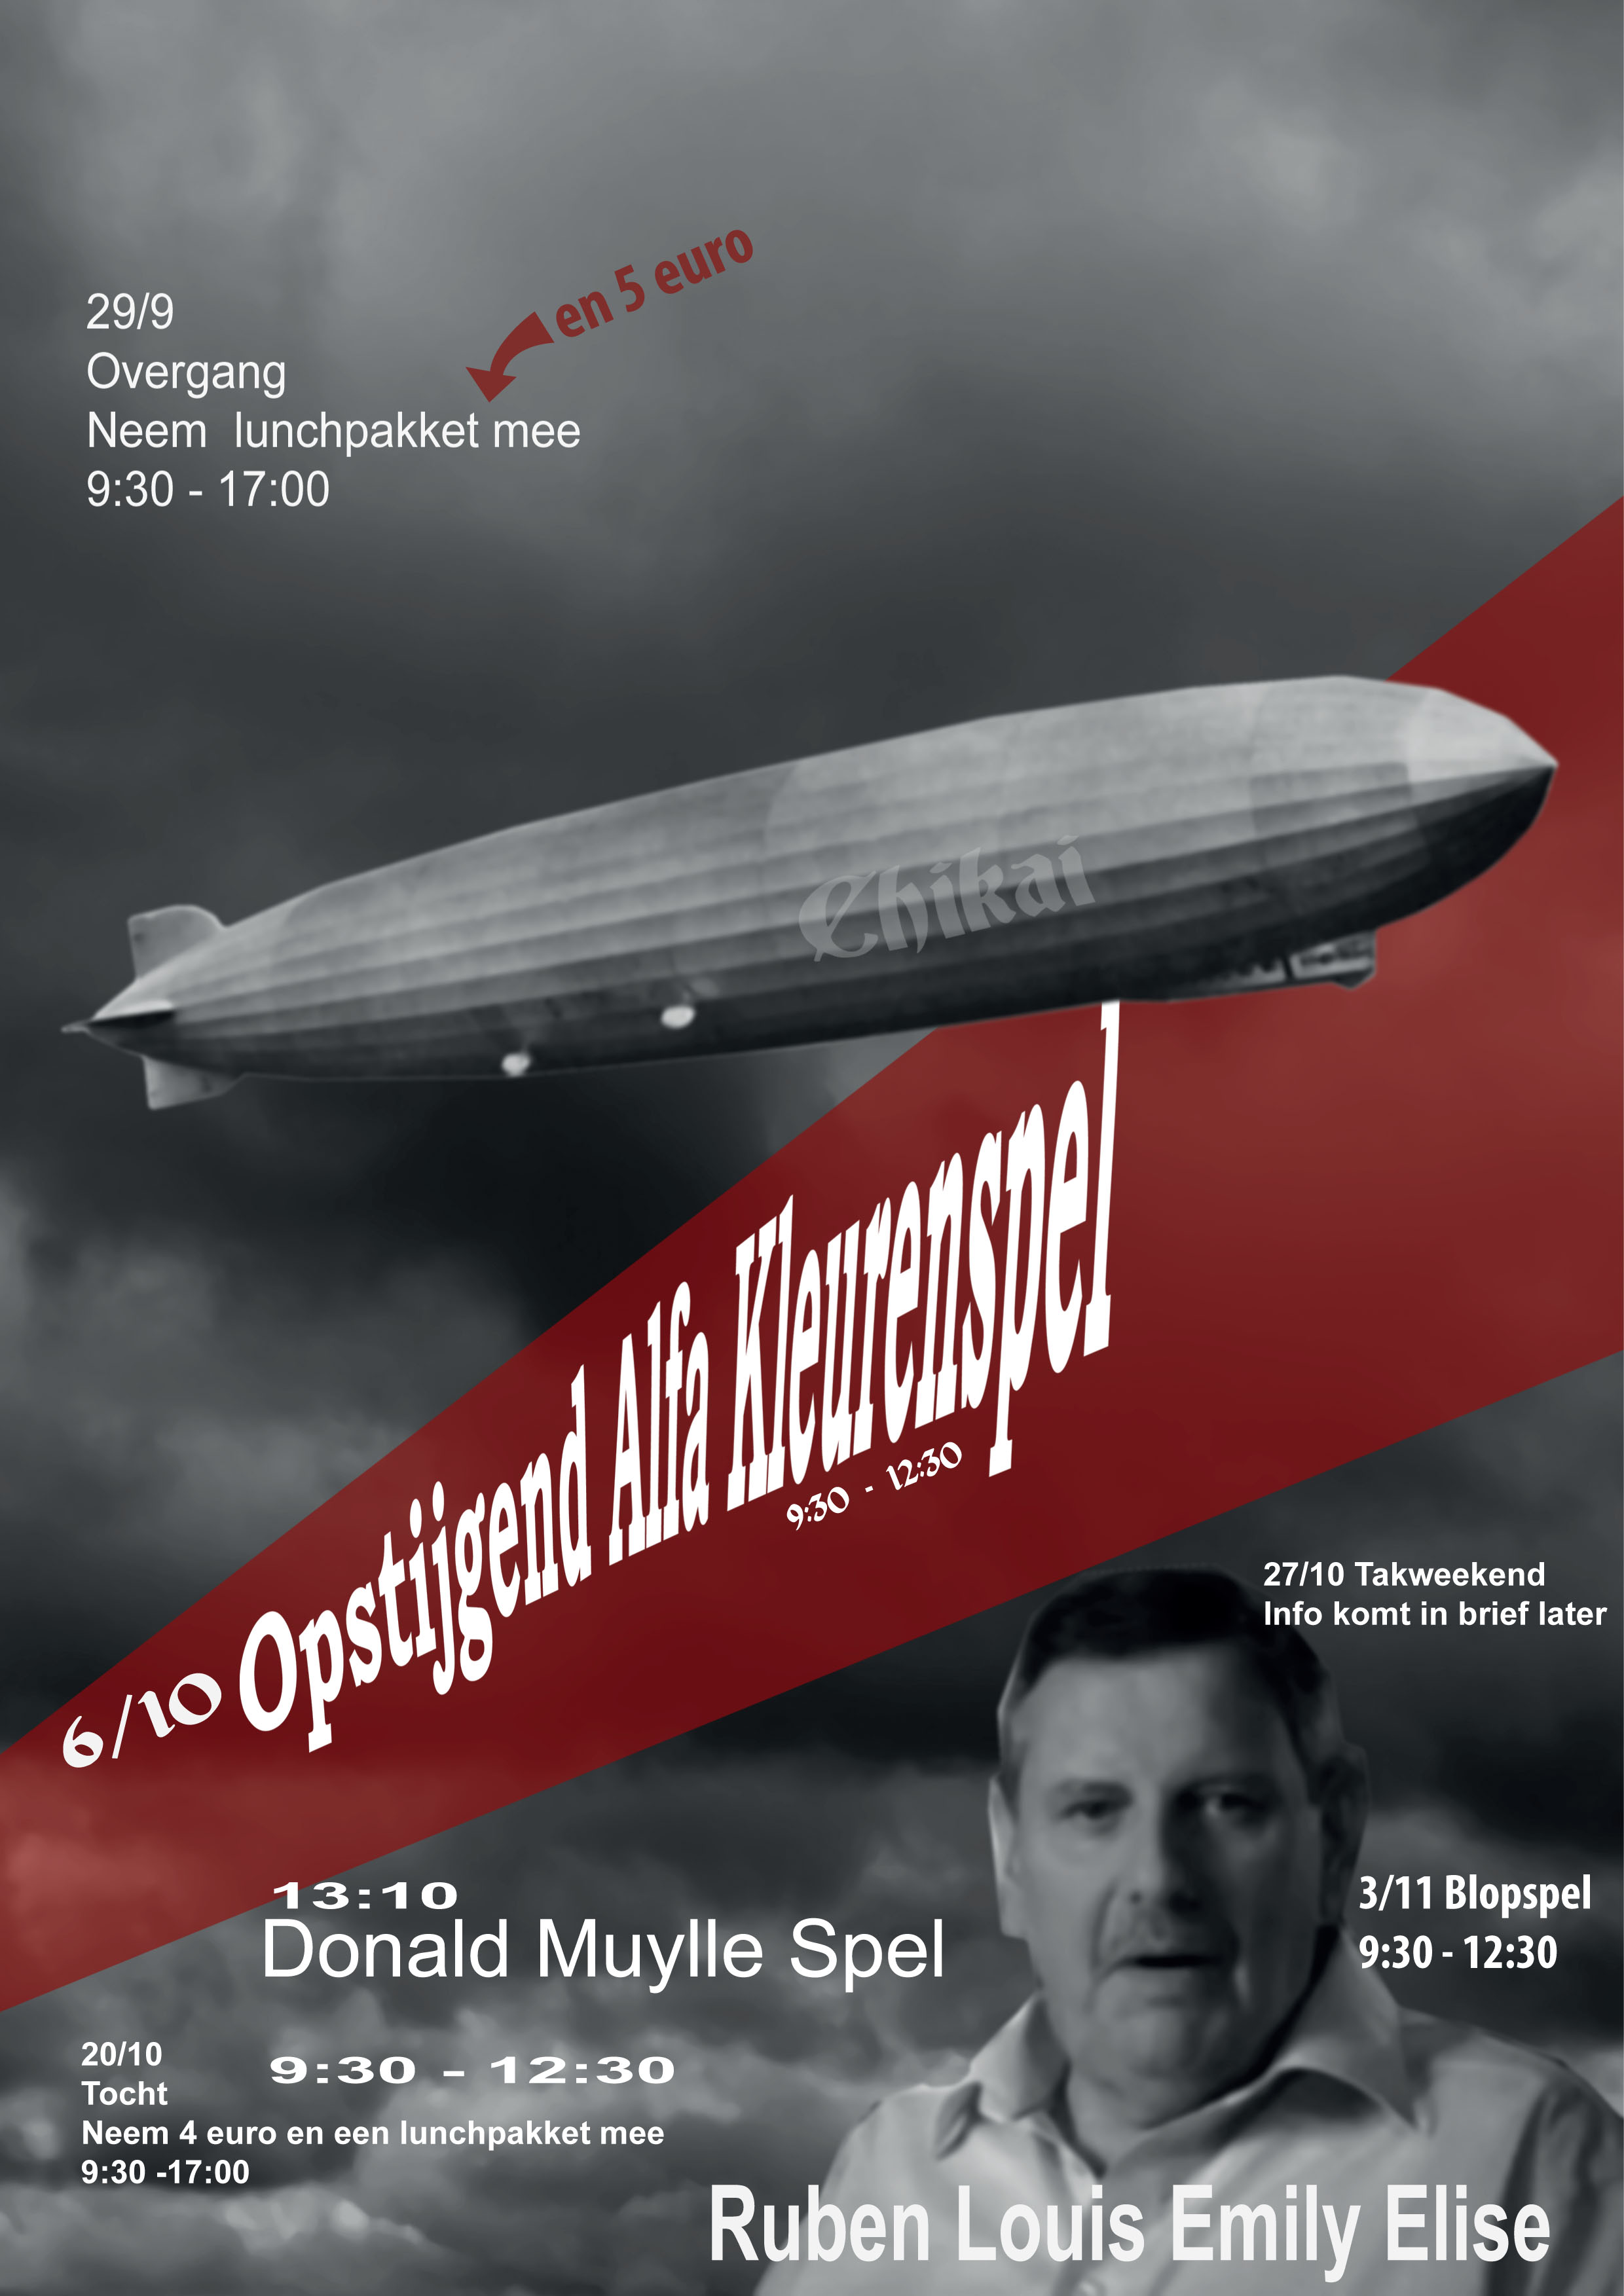 en 5 euro
29/9
Overgang
Neem  lunchpakket mee
9:30 - 17:00
Chikai
6/10 Opstijgend Alfa Kleurenspel
9:30 - 12:30
27/10 Takweekend
Info komt in brief later
13:10
Donald Muylle Spel
9:30 - 12:30
3/11 Blopspel
9:30 - 12:30
20/10
Tocht
Neem 4 euro en een lunchpakket mee
9:30 -17:00
Ruben Louis Emily Elise